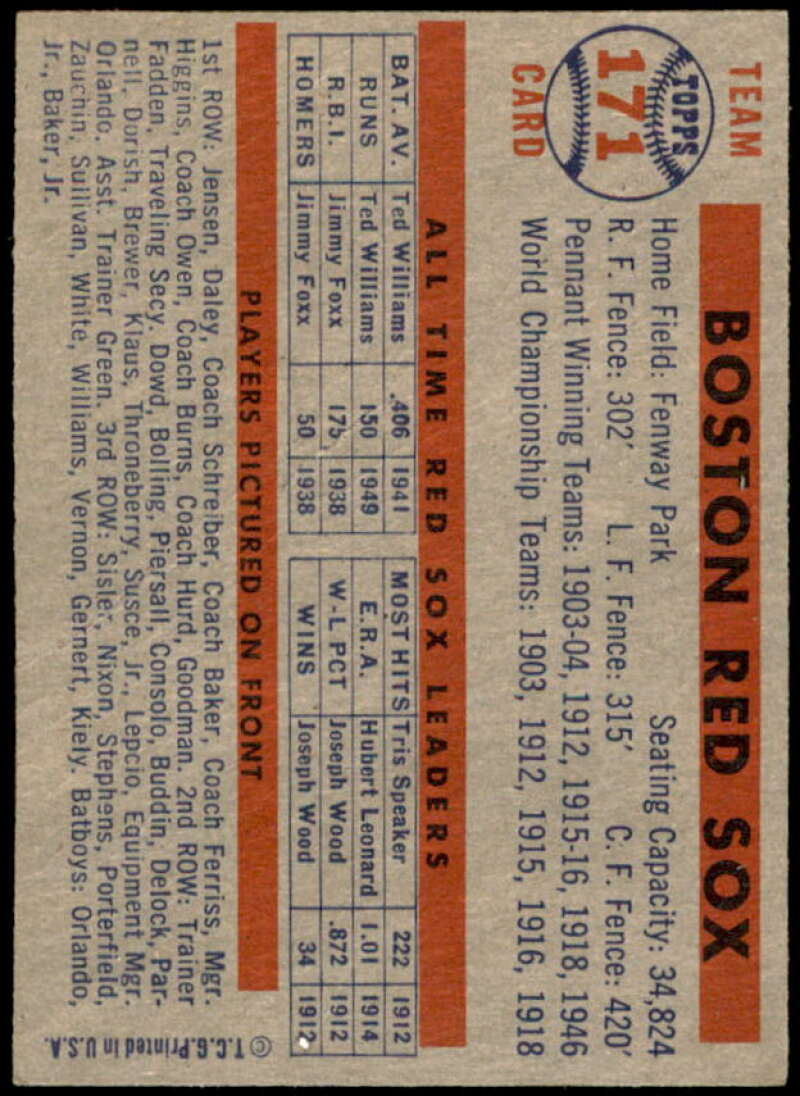 TEAM
TOPPS
171
CARD
BOSTON RED SOX
Home Field: Fenway Park Seating Capacity: 34,824
R. F. Fence: 302′ L. F. Fence: 315′ C. F. Fence: 420′
Pennant Winning Teams: 1903-04, 1912, 1915-16, 1918, 1946
World Championship Teams: 1903, 1912, 1915, 1916, 1918
ALL TIME RED SOX LEADERS
BAT. AV. Ted Williams .406 1941
RUNS Ted Williams 150 1949
R.B.I. Jimmy Foxx 175 1938
HOMERS Jimmy Foxx 50 1938
MOST HITS Tris Speaker 222 1912
E.R.A. Hubert Leonard 1.01 1914
W-L PCT Joseph Wood .872 1912
WINS Joseph Wood 34 1912
PLAYERS PICTURED ON FRONT
1st ROW: Jensen, Daley, Coach Schreiber, Coach Baker, Coach Ferriss, Mgr.
Higgins, Coach Owen, Coach Burns, Coach Hurd, Goodman. 2nd ROW: Trainer
Fadden, Traveling Secy. Dowd, Bolling, Piersall, Consolo, Buddin, Delock, Par-
nell, Dorish, Brewer, Klaus, Throneberry, Susce, Jr., Lepcio, Equipment Mgr.
Orlando, Asst. Trainer Green. 3rd ROW: Sisler, Nixon, Stephens, Porterfield,
Zauchin, Sullivan, White, Williams, Vernon, Gernert, Kiely. Batboys: Orlando,
Jr., Baker, Jr.
© T.C.G. Printed in U.S.A.